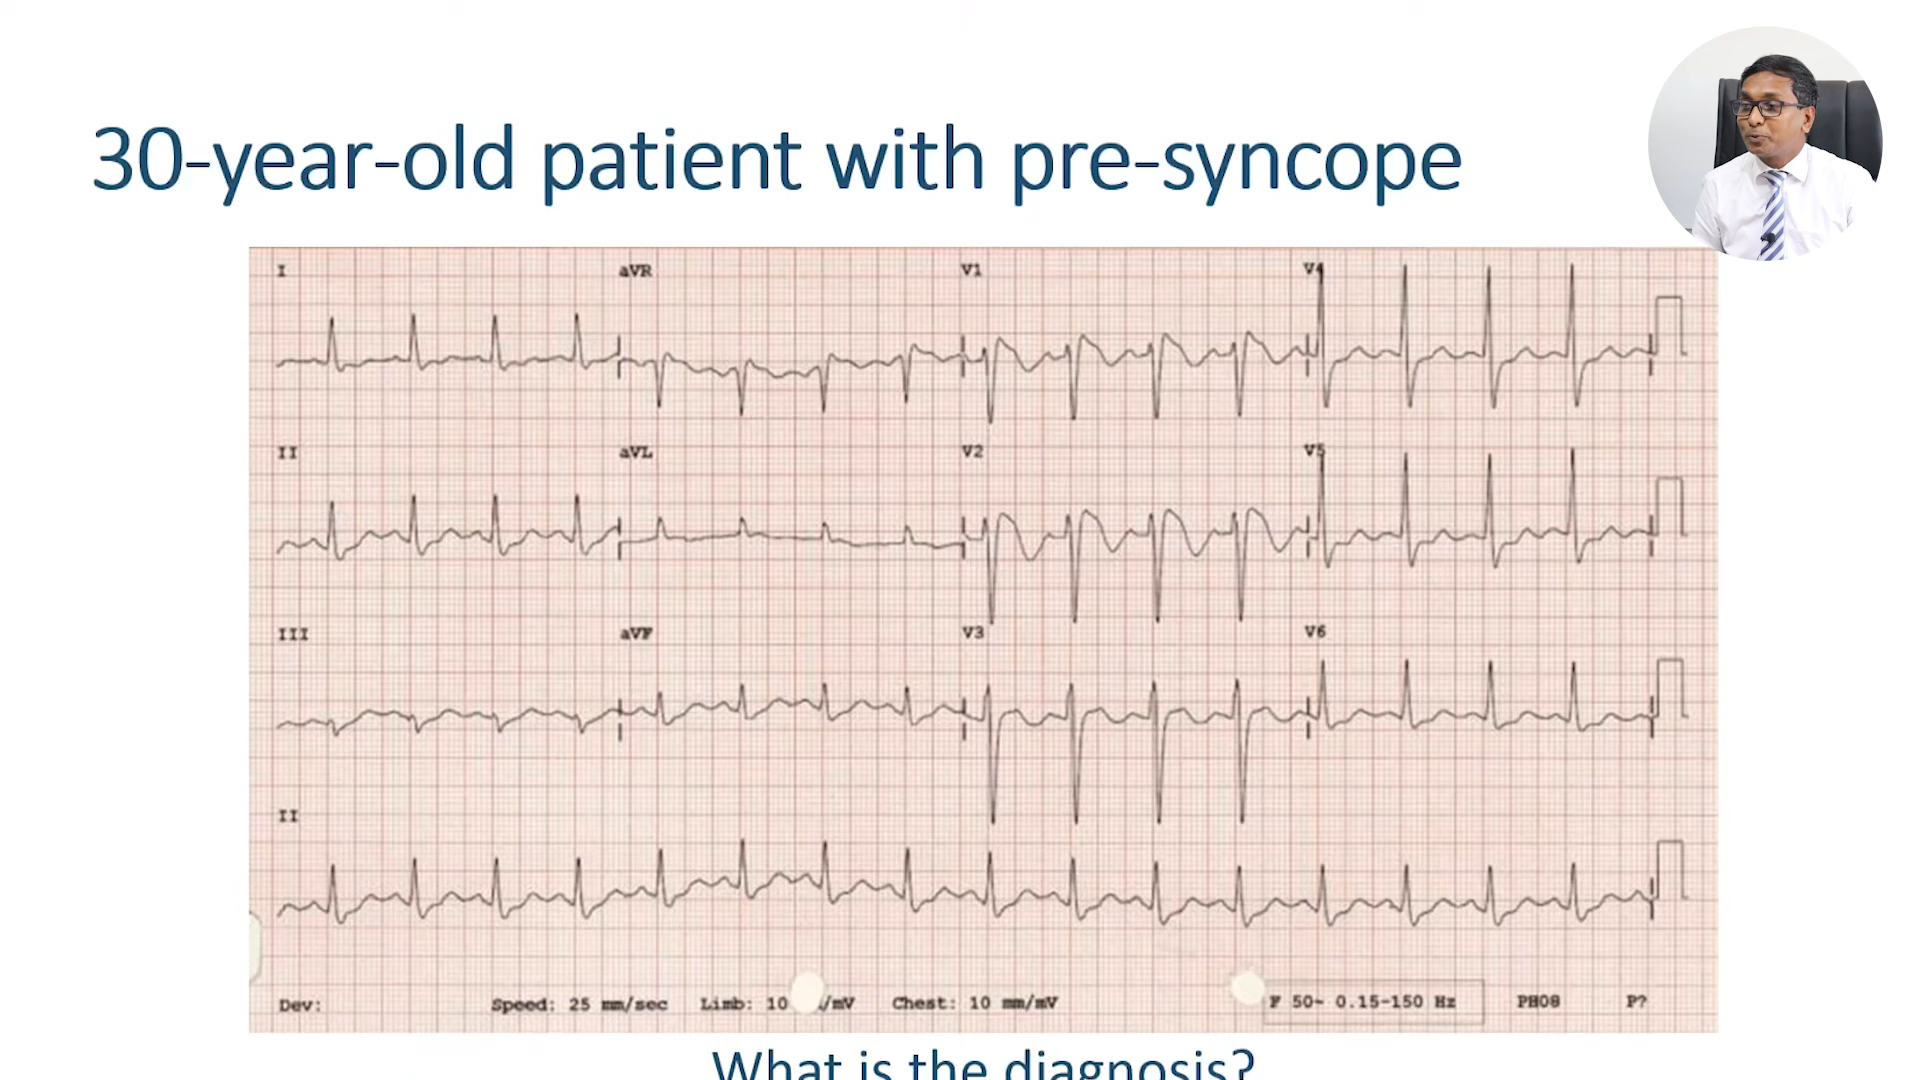 30-year-old patient with pre-syncope
I aVR V1 V4
II aVL V2 V5
III aVF V3 V6
II
Dev: Speed: 25 mm/sec Limb: 10 /mV Chest: 10 mm/mV F 50~ 0.15-150 Hz PH08 P?
What is the diagnosis?